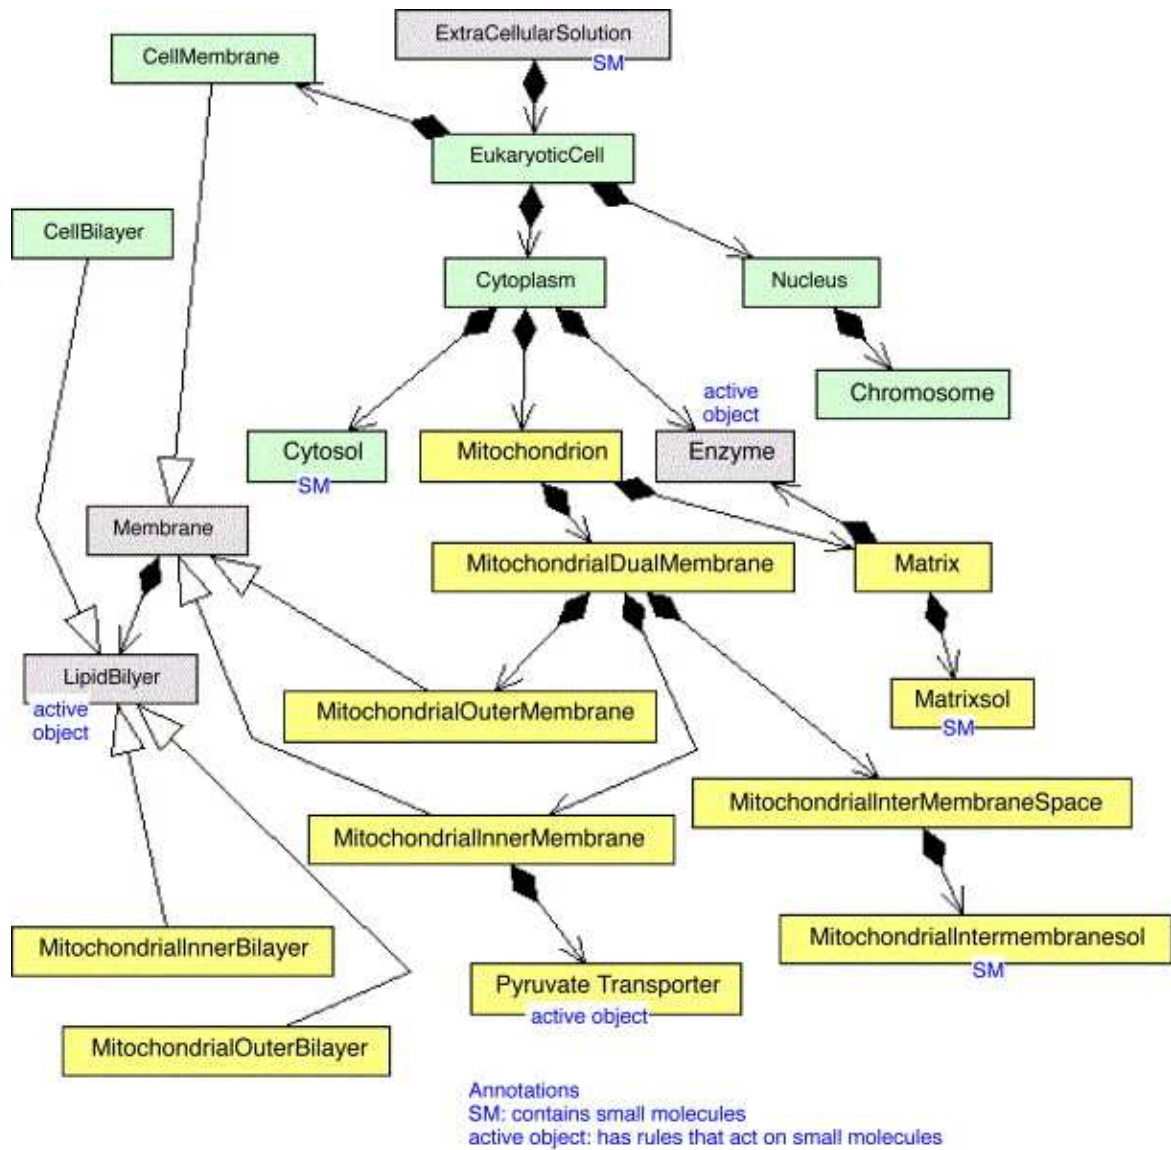 ExtraCellularSolution
SM
CellMembrane
EukaryoticCell
CellBilayer
Cytoplasm
Nucleus
Chromosome
active
object
Cytosol
SM
Mitochondrion
Enzyme
Membrane
MitochondrialDualMembrane
Matrix
LipidBilyer
active
object
MitochondrialOuterMembrane
Matrixsol
SM
MitochondrialInterMembraneSpace
MitochondrialInnerMembrane
MitochondrialInnerBilayer
MitochondrialIntermembranesol
SM
Pyruvate Transporter
active object
MitochondrialOuterBilayer
Annotations
SM: contains small molecules
active object: has rules that act on small molecules